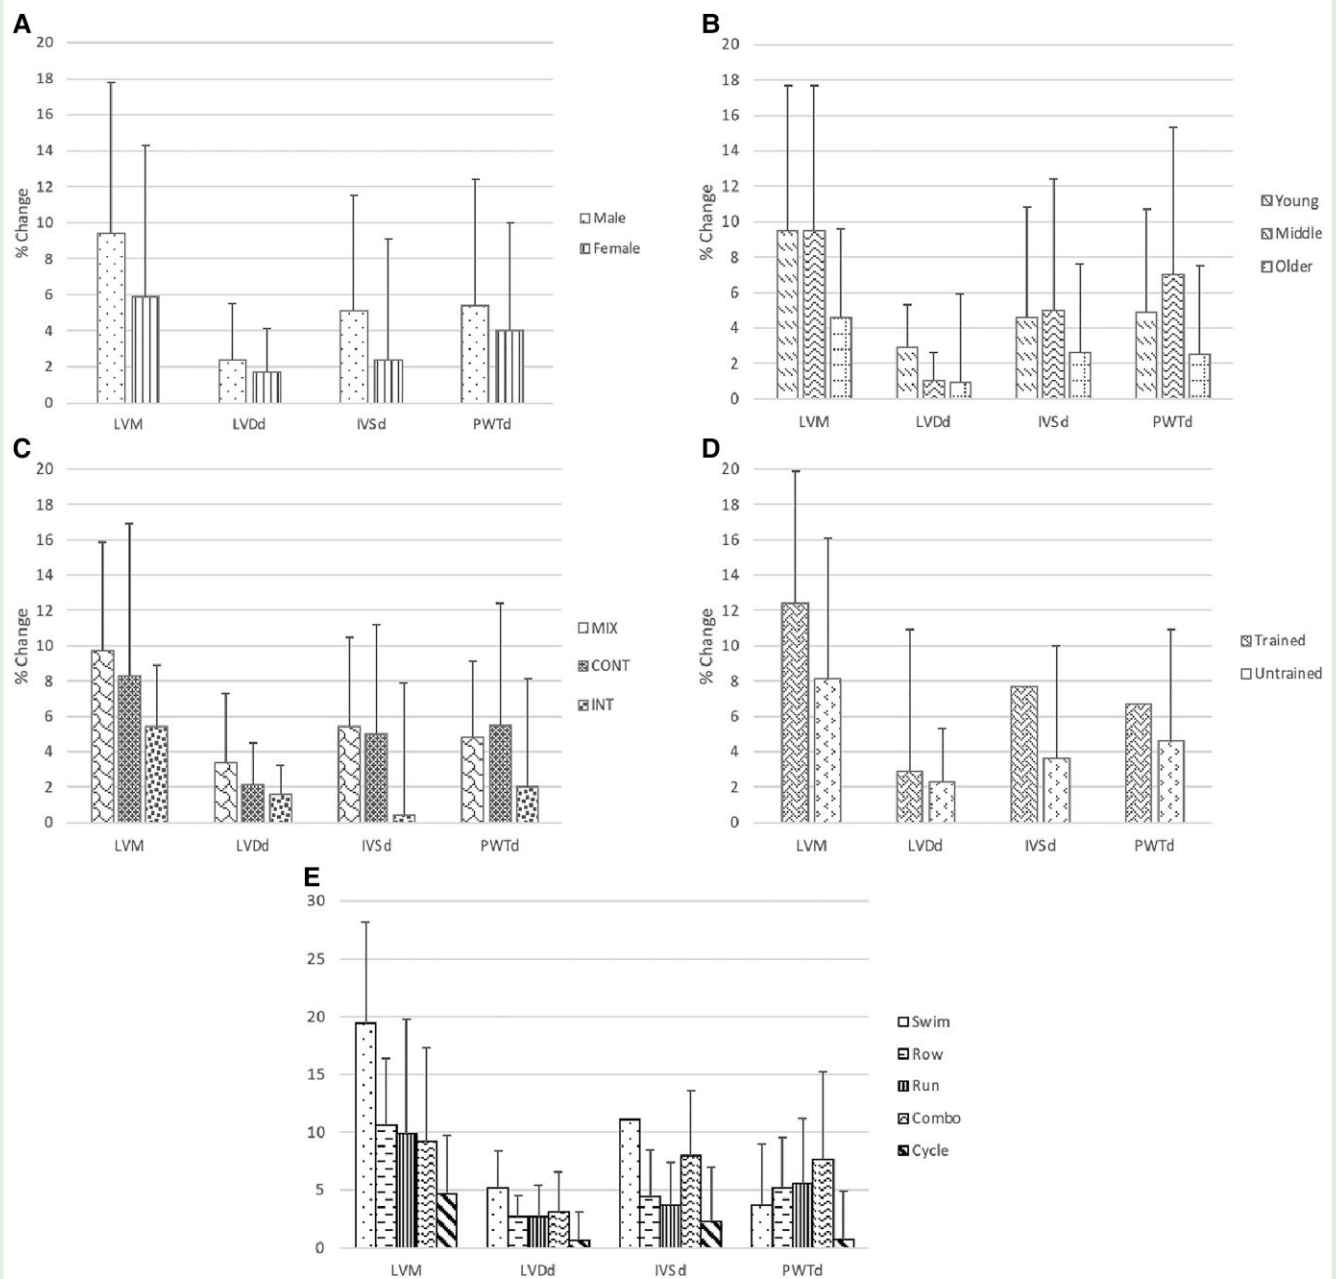 A
20
18
16
14
12
10
8
6
4
2
0
% Change
LVM
LVDd
IVSd
PWTd
Male
Female
B
20
18
16
14
12
10
8
6
4
2
0
% Change
LVM
LVDd
IVSd
PWTd
Young
Middle
Older
C
20
18
16
14
12
10
8
6
4
2
0
% Change
LVM
LVDd
IVSd
PWTd
MIX
CONT
INT
D
20
18
16
14
12
10
8
6
4
2
0
% Change
LVM
LVDd
IVSd
PWTd
Trained
Untrained
E
30
25
20
15
10
5
0
LVM
LVDd
IVSd
PWTd
Swim
Row
Run
Combo
Cycle